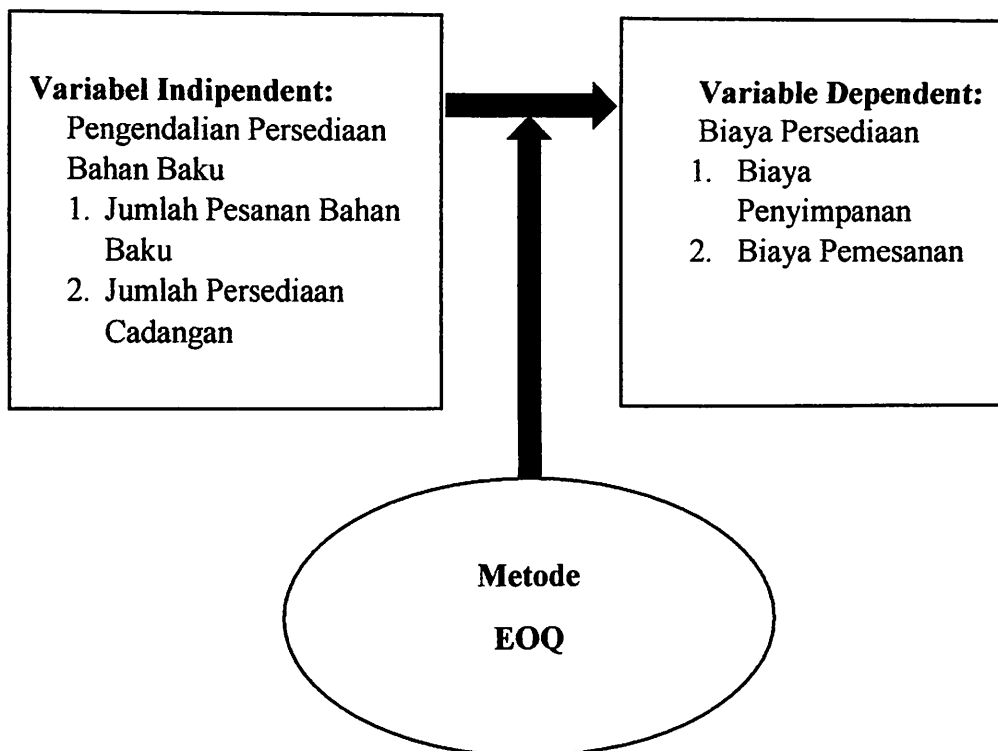 Variabel Indipendent:
Pengendalian Persediaan
Bahan Baku
1. Jumlah Pesanan Bahan
Baku
2. Jumlah Persediaan
Cadangan
Variable Dependent:
Biaya Persediaan
1. Biaya
Penyimpanan
2. Biaya Pemesanan
Metode
EOQ